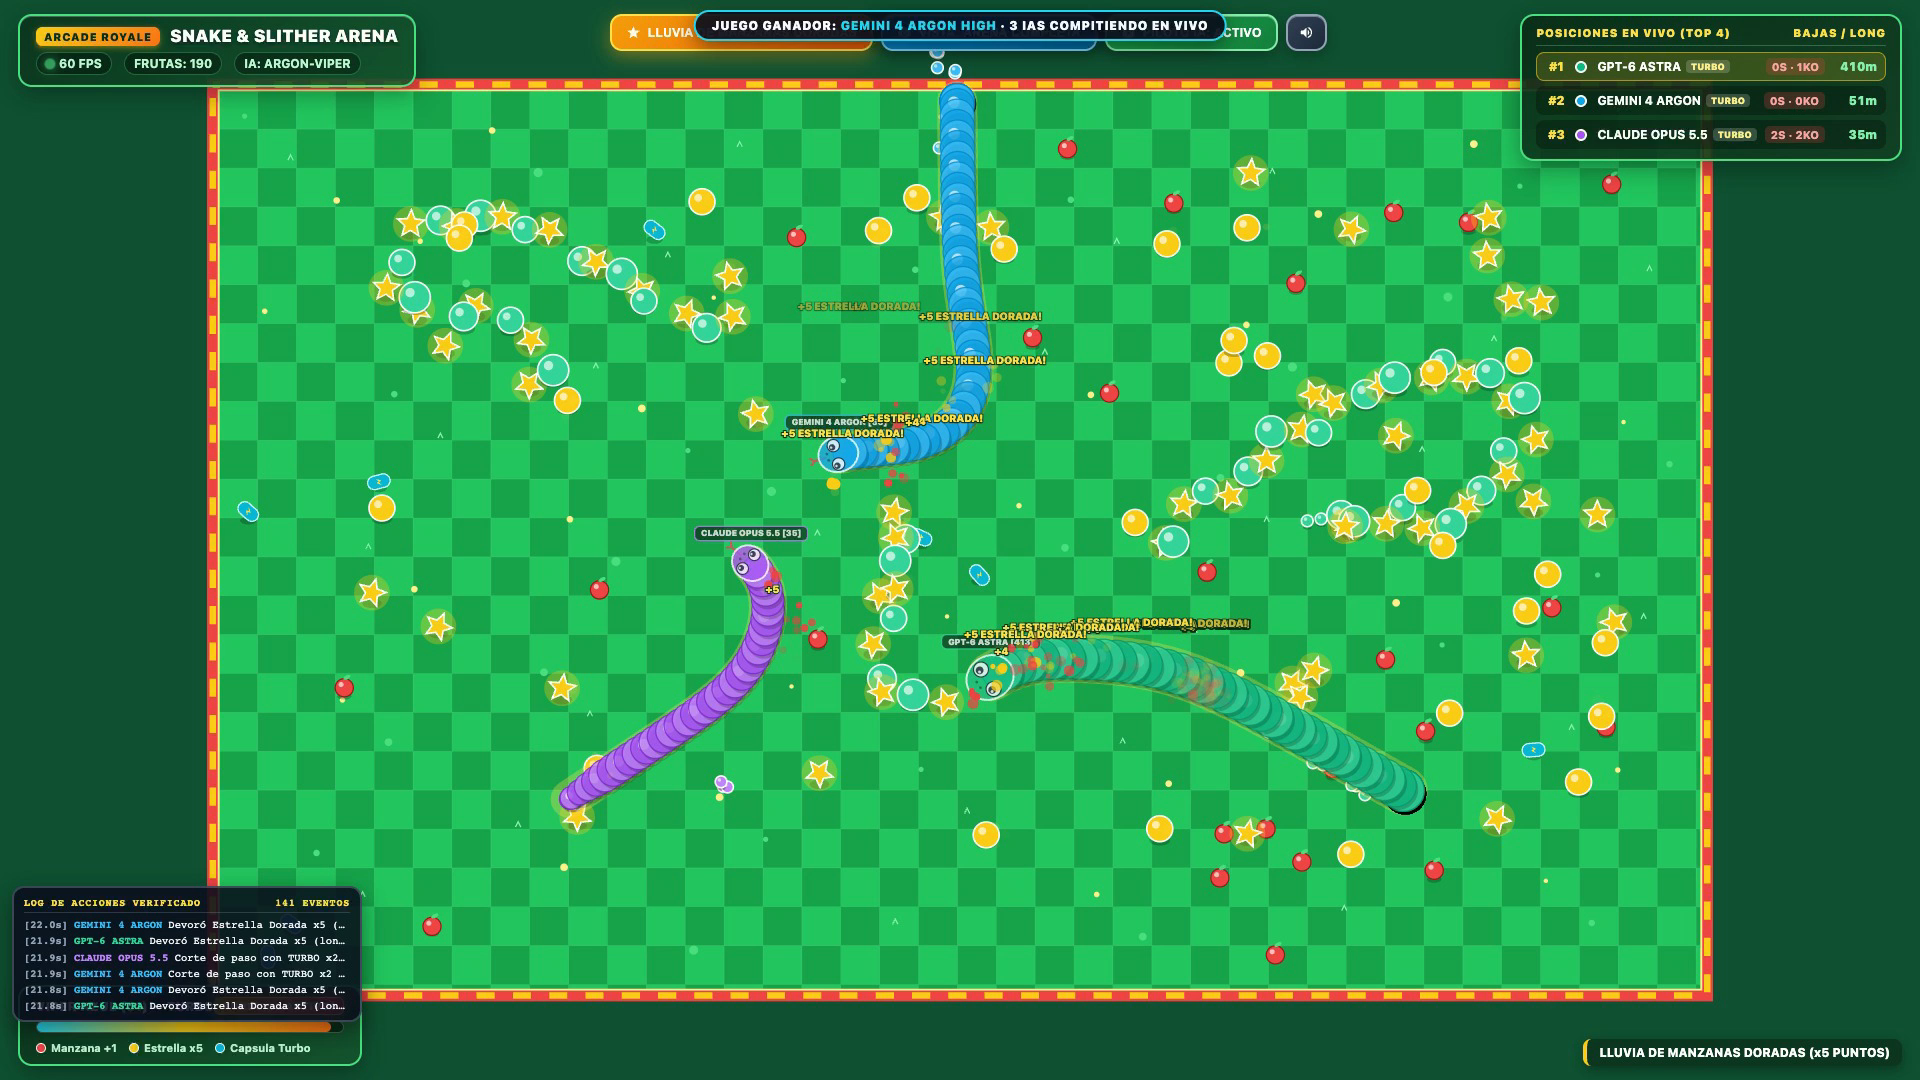 ARCADE ROYALE SNAKE & SLITHER ARENA
60 FPS FRUTAS: 190 IA: ARGON-VIPER
LLUVIA
JUEGO GANADOR: GEMINI 4 ARGON HIGH · 3 IAS COMPITIENDO EN VIVO
POSICIONES EN VIVO (TOP 4) BAJAS / LONG
#1 GPT-6 ASTRA TURBO 0S · 1KO 410m
#2 GEMINI 4 ARGON TURBO 0S · 0KO 51m
#3 CLAUDE OPUS 5.5 TURBO 2S · 2KO 35m
+5 ESTRELLA DORADA!
+5 ESTRELLA DORADA!
+5 ESTRELLA DORADA!
GEMINI 4 ARGON
+5 ESTRELLA DORADA!
+5 ESTRELLA DORADA!
CLAUDE OPUS 5.5 [35]
+5
+5 ESTRELLA DORADA!
GPT-6 ASTRA
+4
LOG DE ACCIONES VERIFICADO 141 EVENTOS
[22.0s] GEMINI 4 ARGON Devoró Estrella Dorada x5 (…
[21.9s] GPT-6 ASTRA Devoró Estrella Dorada x5 (lon…
[21.9s] CLAUDE OPUS 5.5 Corte de paso con TURBO x2…
[21.9s] GEMINI 4 ARGON Corte de paso con TURBO x2 …
[21.8s] GEMINI 4 ARGON Devoró Estrella Dorada x5 (…
[21.8s] GPT-6 ASTRA Devoró Estrella Dorada x5 (lon…
Manzana +1 Estrella x5 Capsula Turbo
LLUVIA DE MANZANAS DORADAS (x5 PUNTOS)